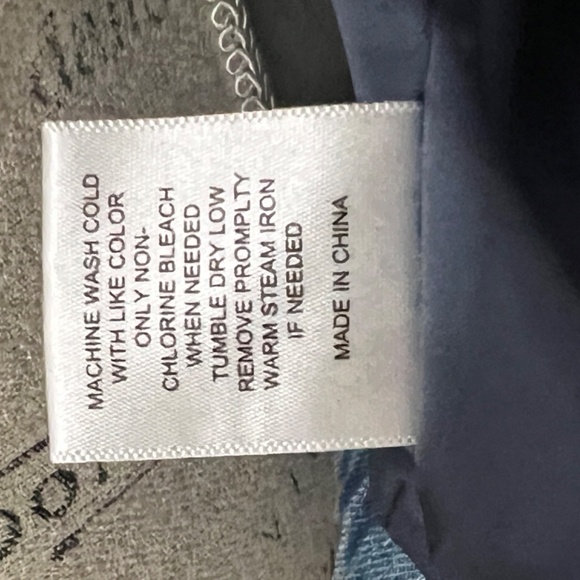 MACHINE WASH COLD
WITH LIKE COLOR
ONLY NON-
CHLORINE BLEACH
WHEN NEEDED
TUMBLE DRY LOW
REMOVE PROMPLTY
WARM STEAM IRON
IF NEEDED
MADE IN CHINA